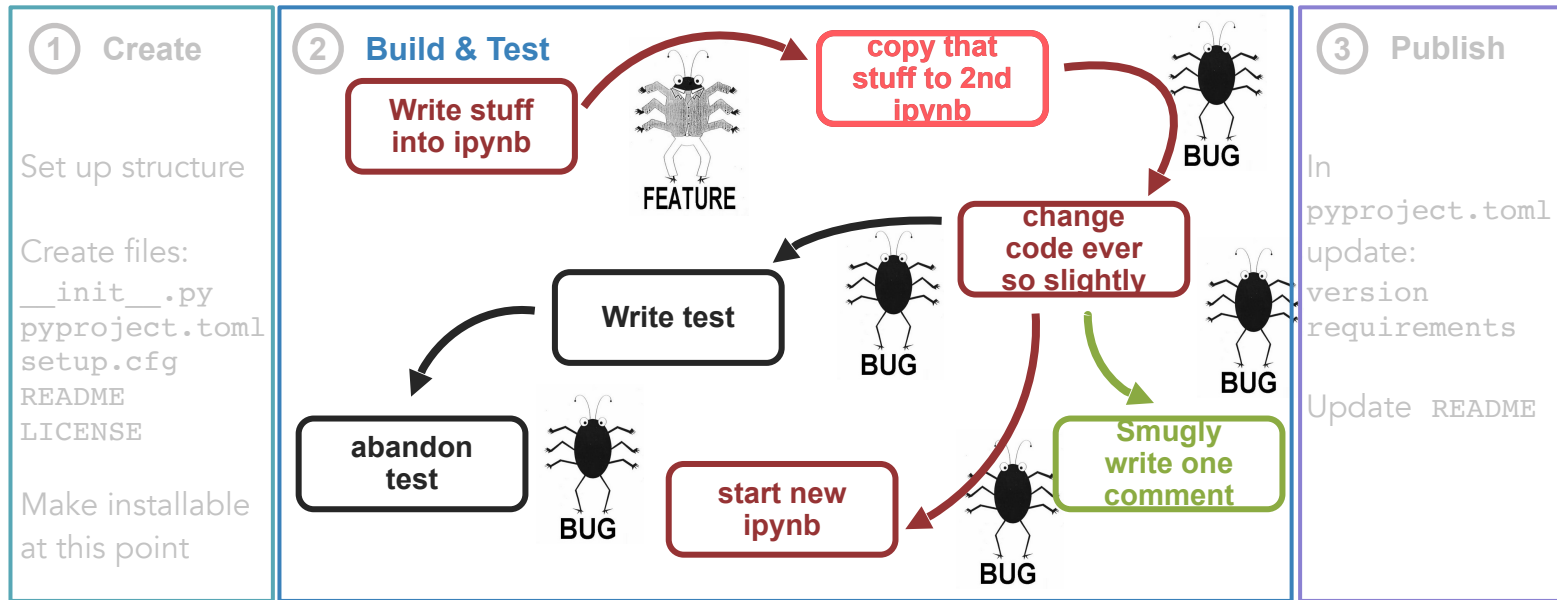 1 Create
Set up structure
Create files:
__init__.py
pyproject.toml
setup.cfg
README
LICENSE
Make installable
at this point
2 Build & Test
Write stuff
into ipynb
FEATURE
copy that
stuff to 2nd
ipynb
BUG
change
code ever
so slightly
BUG
Write test
BUG
abandon
test
BUG
start new
ipynb
BUG
Smugly
write one
comment
3 Publish
In
pyproject.toml
update:
version
requirements
Update README